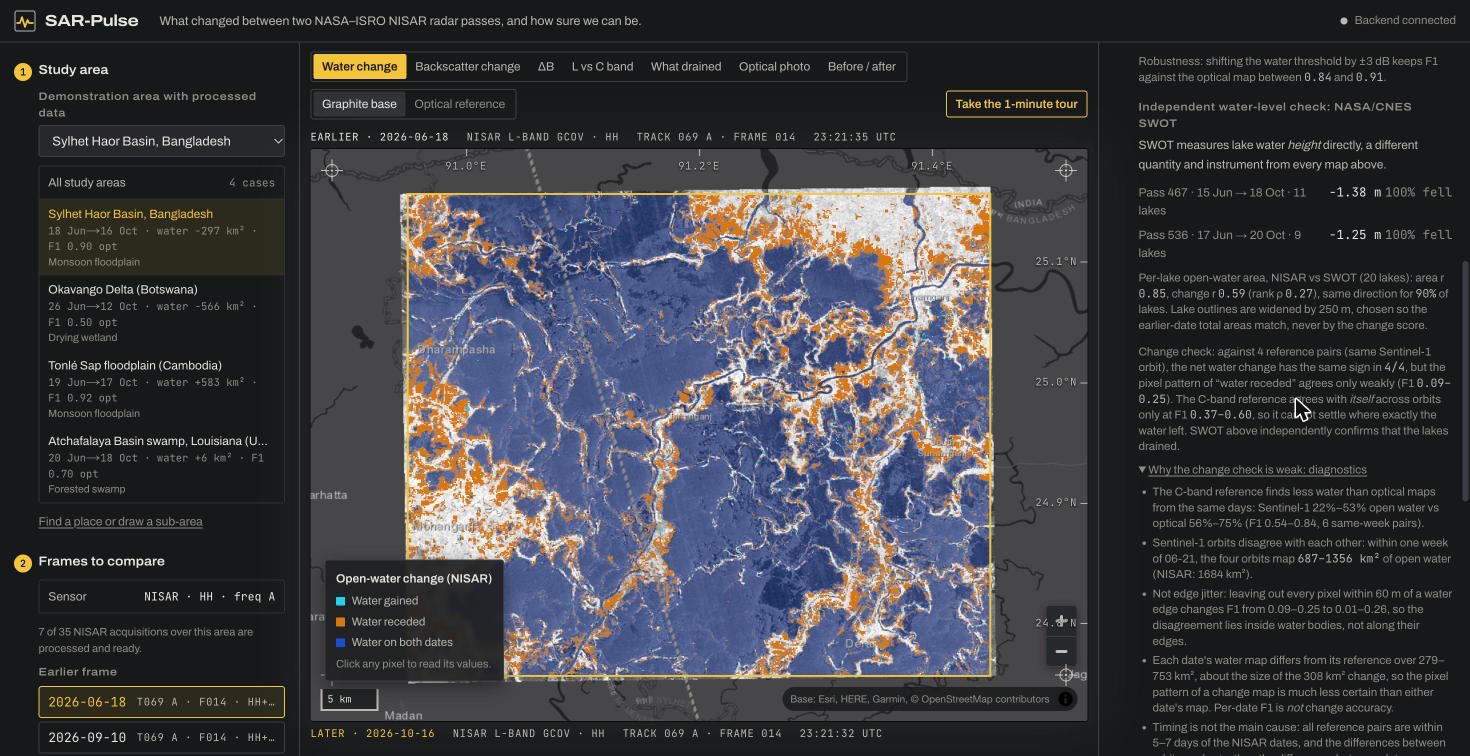 SAR-Pulse
What changed between two NASA–ISRO NISAR radar passes, and how sure we can be.
Backend connected
1
Study area
Demonstration area with processed
data
Sylhet Haor Basin, Bangladesh
All study areas 4 cases
Sylhet Haor Basin, Bangladesh
18 Jun→16 Oct · water -297 km² ·
F1 0.90 opt
Monsoon floodplain
Okavango Delta (Botswana)
26 Jun→12 Oct · water -566 km² ·
F1 0.50 opt
Drying wetland
Tonlé Sap floodplain (Cambodia)
19 Jun→17 Oct · water +583 km² ·
F1 0.92 opt
Monsoon floodplain
Atchafalaya Basin swamp, Louisiana (U...
20 Jun→18 Oct · water +6 km² · F1
0.70 opt
Forested swamp
Find a place or draw a sub-area
2
Frames to compare
Sensor NISAR · HH · freq A
7 of 35 NISAR acquisitions over this area are
processed and ready.
Earlier frame
2026-06-18 T069 A · F014 · HH+…
2026-09-10 T069 A · F014 · HH+…
Water change
Backscatter change
ΔB
L vs C band
What drained
Optical photo
Before / after
Graphite base
Optical reference
Take the 1-minute tour
EARLIER · 2026-06-18 NISAR L-BAND GCOV · HH TRACK 069 A · FRAME 014 23:21:35 UTC
91.0°E
91.2°E
91.4°E
INDIA
BANGLADESH
25.1°N
Dharampasha
25.0°N
24.9°N
arhatta
Mohanganj
Open-water change (NISAR)
Water gained
Water receded
Water on both dates
Click any pixel to read its values.
+
−
5 km
Madan
Base: Esri, HERE, Garmin, © OpenStreetMap contributors
i
LATER · 2026-10-16 NISAR L-BAND GCOV · HH TRACK 069 A · FRAME 014 23:21:32 UTC
Robustness: shifting the water threshold by ±3 dB keeps F1
against the optical map between 0.84 and 0.91.
Independent water-level check: NASA/CNES
SWOT
SWOT measures lake water height directly, a different
quantity and instrument from every map above.
Pass 467 · 15 Jun → 18 Oct · 11 -1.38 m 100% fell
lakes
Pass 536 · 17 Jun → 20 Oct · 9 -1.25 m 100% fell
lakes
Per-lake open-water area, NISAR vs SWOT (20 lakes): area r
0.85, change r 0.59 (rank ρ 0.27), same direction for 90% of
lakes. Lake outlines are widened by 250 m, chosen so the
earlier-date total areas match, never by the change score.
Change check: against 4 reference pairs (same Sentinel-1
orbit), the net water change has the same sign in 4/4, but the
pixel pattern of “water receded” agrees only weakly (F1 0.09–
0.25). The C-band reference agrees with itself across orbits
only at F1 0.37–0.60, so it cannot settle where exactly the
water left. SWOT above independently confirms that the lakes
drained.
▼ Why the change check is weak: diagnostics
• The C-band reference finds less water than optical maps
from the same days: Sentinel-1 22%–53% open water vs
optical 56%–75% (F1 0.54–0.84, 6 same-week pairs).
• Sentinel-1 orbits disagree with each other: within one week
of 06-21, the four orbits map 687–1356 km² of open water
(NISAR: 1684 km²).
• Not edge jitter: leaving out every pixel within 60 m of a water
edge changes F1 from 0.09–0.25 to 0.01–0.26, so the
disagreement lies inside water bodies, not along their
edges.
• Each date's water map differs from its reference over 279–
753 km², about the size of the 308 km² change, so the pixel
pattern of a change map is much less certain than either
date's map. Per-date F1 is not change accuracy.
• Timing is not the main cause: all reference pairs are within
5–7 days of the NISAR dates, and the differences between